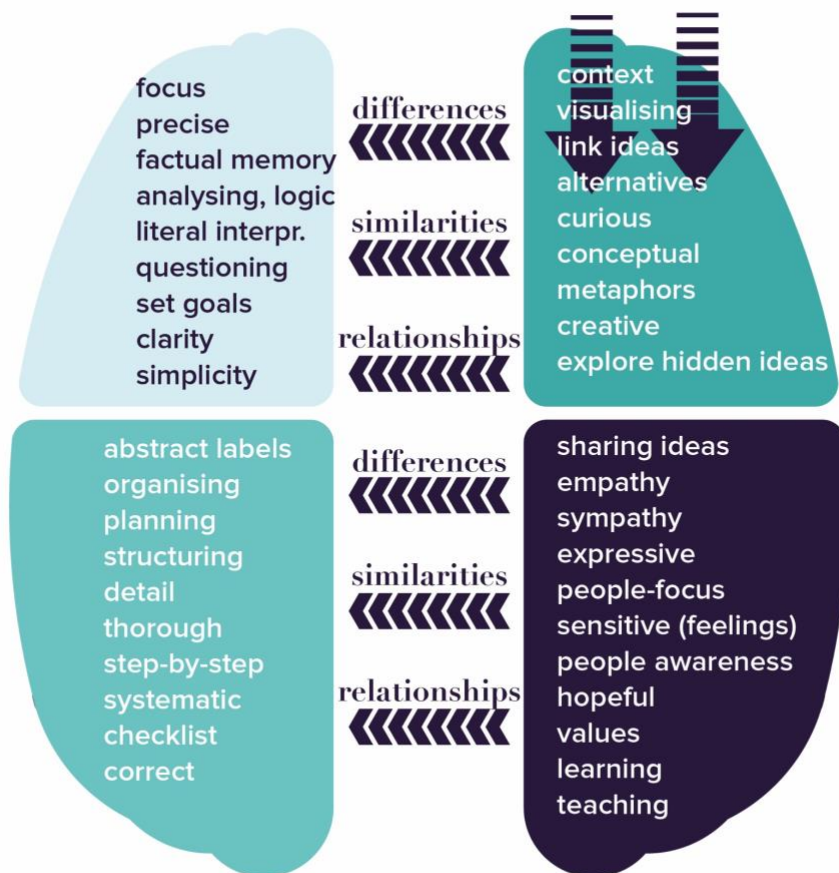 focus
precise
factual memory
analysing, logic
literal interpr.
questioning
set goals
clarity
simplicity
differences
similarities
relationships
context
visualising
link ideas
alternatives
curious
conceptual
metaphors
creative
explore hidden ideas
abstract labels
organising
planning
structuring
detail
thorough
step-by-step
systematic
checklist
correct
differences
similarities
relationships
sharing ideas
empathy
sympathy
expressive
people-focus
sensitive (feelings)
people awareness
hopeful
values
learning
teaching